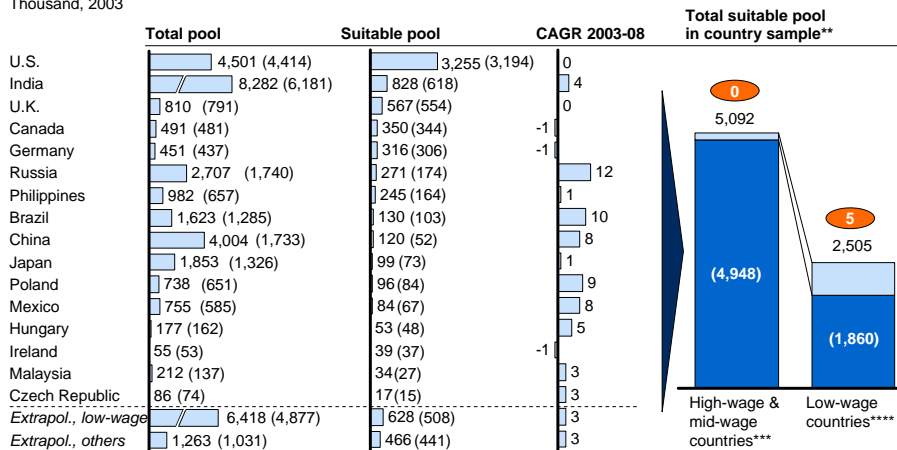 Thousand, 2003
Total pool Suitable pool CAGR 2003-08 Total suitable pool in country sample**
U.S. 4,501 (4,414) 3,255 (3,194) 0
India 8,282 (6,181) 828 (618) 4
U.K. 810 (791) 567 (554) 0
Canada 491 (481) 350 (344) -1
Germany 451 (437) 316 (306) -1
Russia 2,707 (1,740) 271 (174) 12
Philippines 982 (657) 245 (164) 1
Brazil 1,623 (1,285) 130 (103) 10
China 4,004 (1,733) 120 (52) 8
Japan 1,853 (1,326) 99 (73) 1
Poland 738 (651) 96 (84) 9
Mexico 755 (585) 84 (67) 8
Hungary 177 (162) 53 (48) 5
Ireland 55 (53) 39 (37) -1
Malaysia 212 (137) 34(27) 3
Czech Republic 86 (74) 17(15) 3
Extrapol., low-wage 6,418 (4,877) 628 (508) 3
Extrapol., others 1,263 (1,031) 466 (441) 3
0
5,092
(4,948)
5
2,505
(1,860)
High-wage &
mid-wage
countries***
Low-wage
countries****